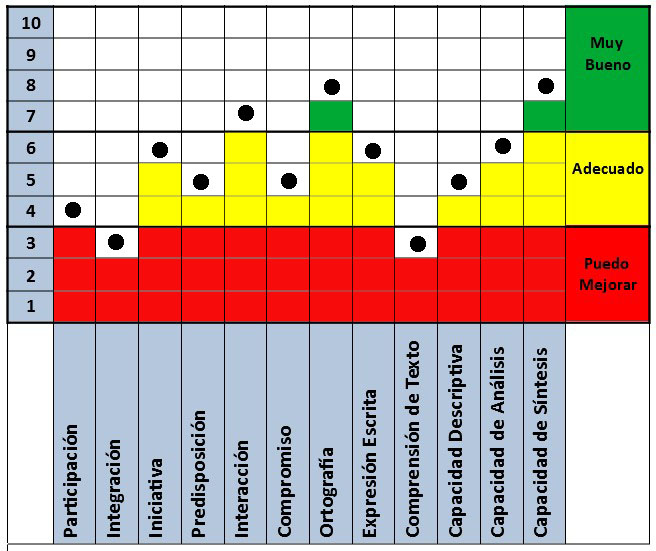 10
9
8
7
6
5
4
3
2
1
Muy
Bueno
Adecuado
Puedo
Mejorar
Participación
Integración
Iniciativa
Predisposición
Interacción
Compromiso
Ortografía
Expresión Escrita
Comprensión de Texto
Capacidad Descriptiva
Capacidad de Análisis
Capacidad de Síntesis